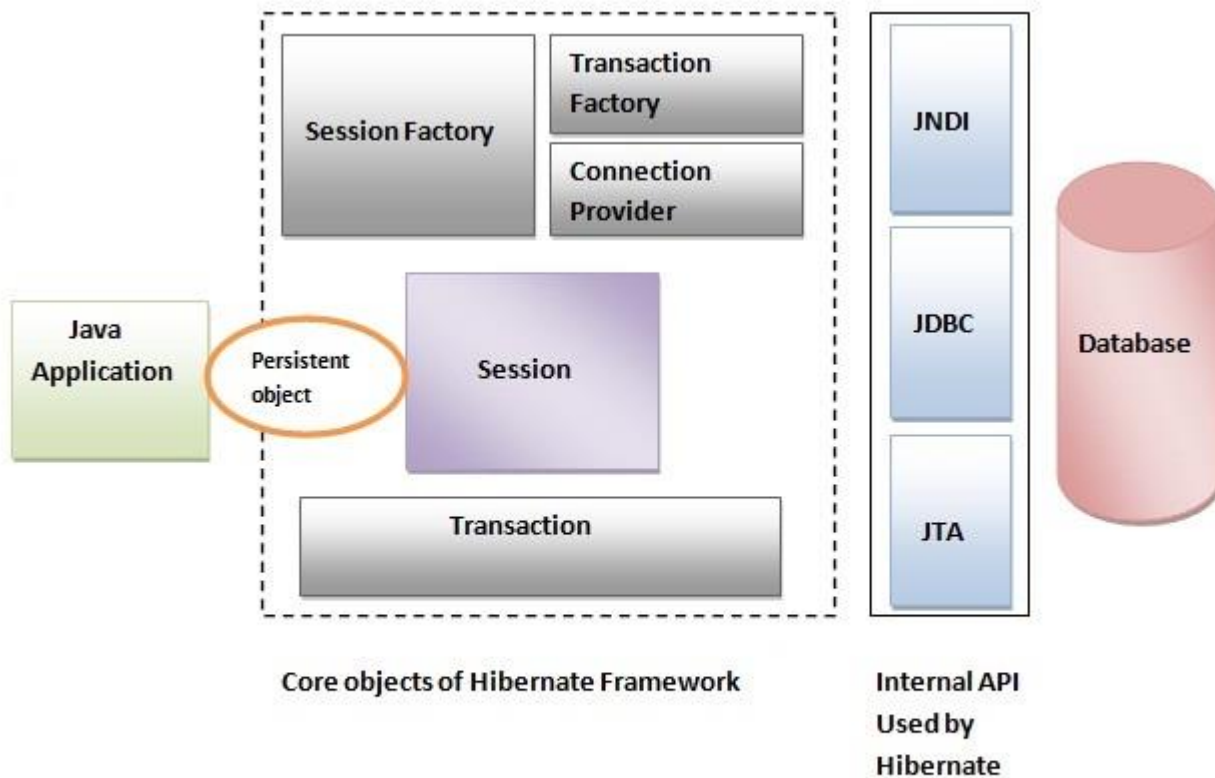 Session Factory
Transaction
Factory
Connection
Provider
Java
Application
Persistent
object
Session
Transaction
JNDI
JDBC
JTA
Database
Core objects of Hibernate Framework
Internal API
Used by
Hibernate